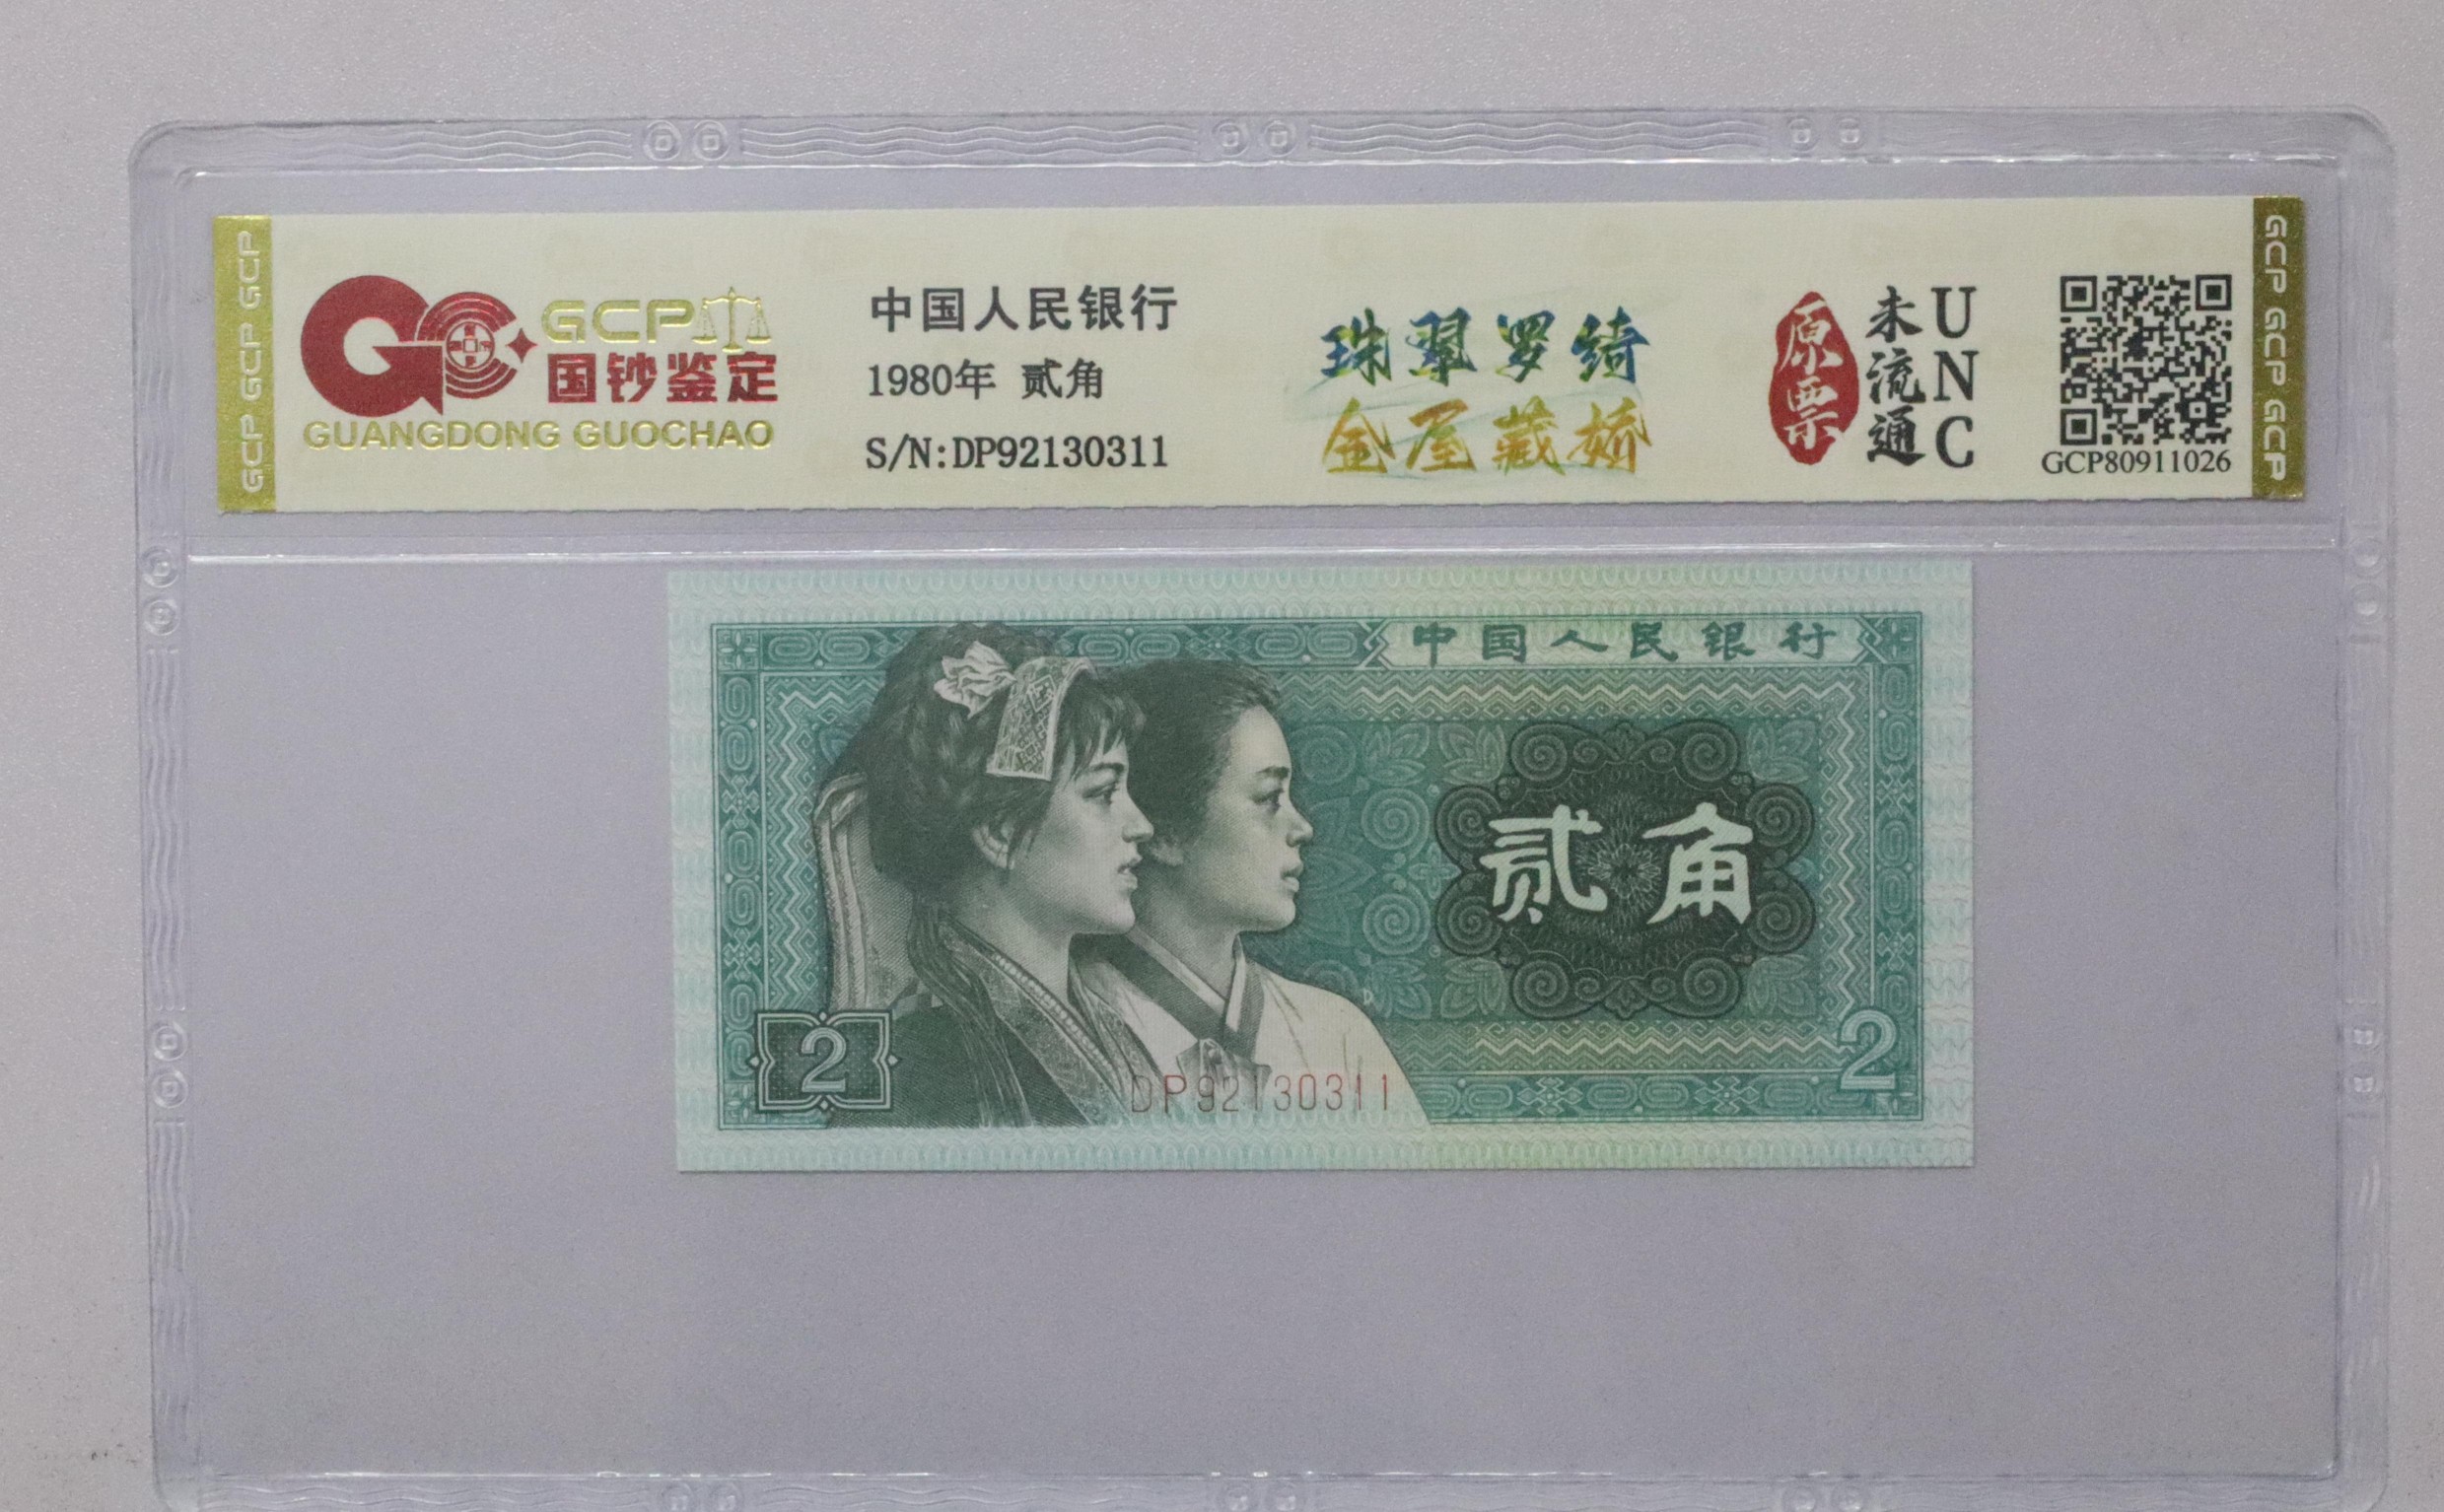 GCP GCP GCP
GCP
国钞鉴定
GUANGDONG GUOCHAO
中国人民银行
1980年 贰角
S/N:DP92130311
珠翠罗绮
金屋藏娇
原票
未流通
UNC
GCP80911026
GCP GCP GCP
中国人民银行
贰角
2
2
DP92130311